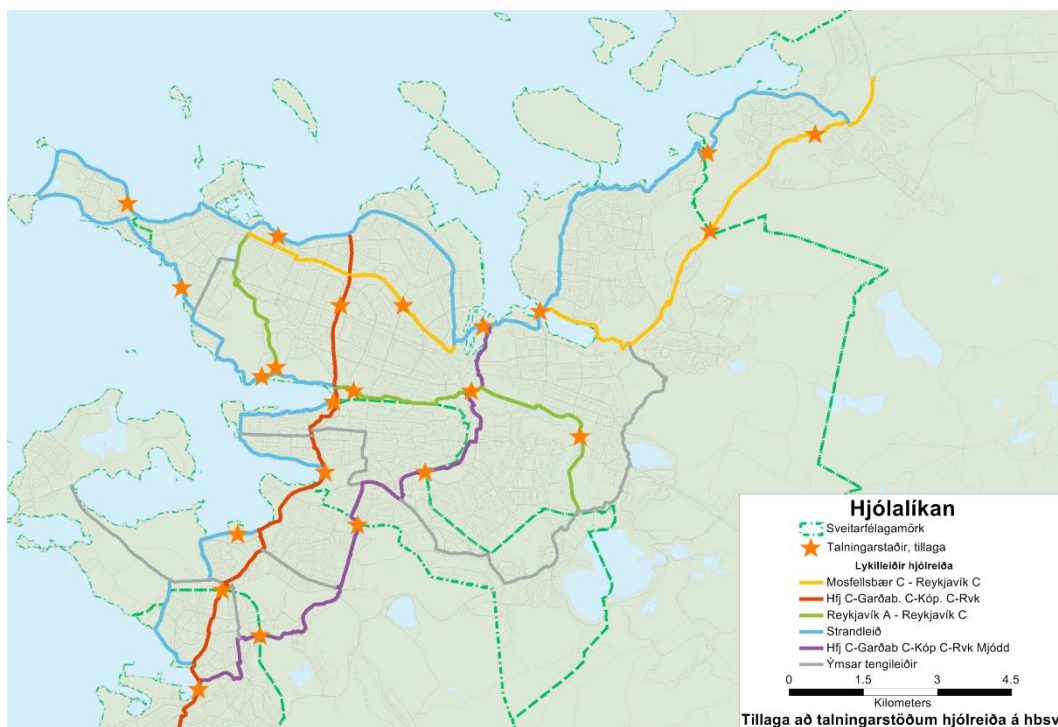 Hjólalíkan
Sveitarfélagamörk
Talningarstaðir, tillaga
Lykilleiðir hjólreiða
Mosfellsbær C - Reykjavík C
Hfj C-Garðab. C-Kóp. C-Rvk
Reykjavík A - Reykjavík C
Strandleið
Hfj C-Garðab C-Kóp C-Rvk Mjódd
Ýmsar tengileiðir
0 1.5 3 4.5
Kilometers
Tillaga að talningarstöðum hjólreiða á hbsv